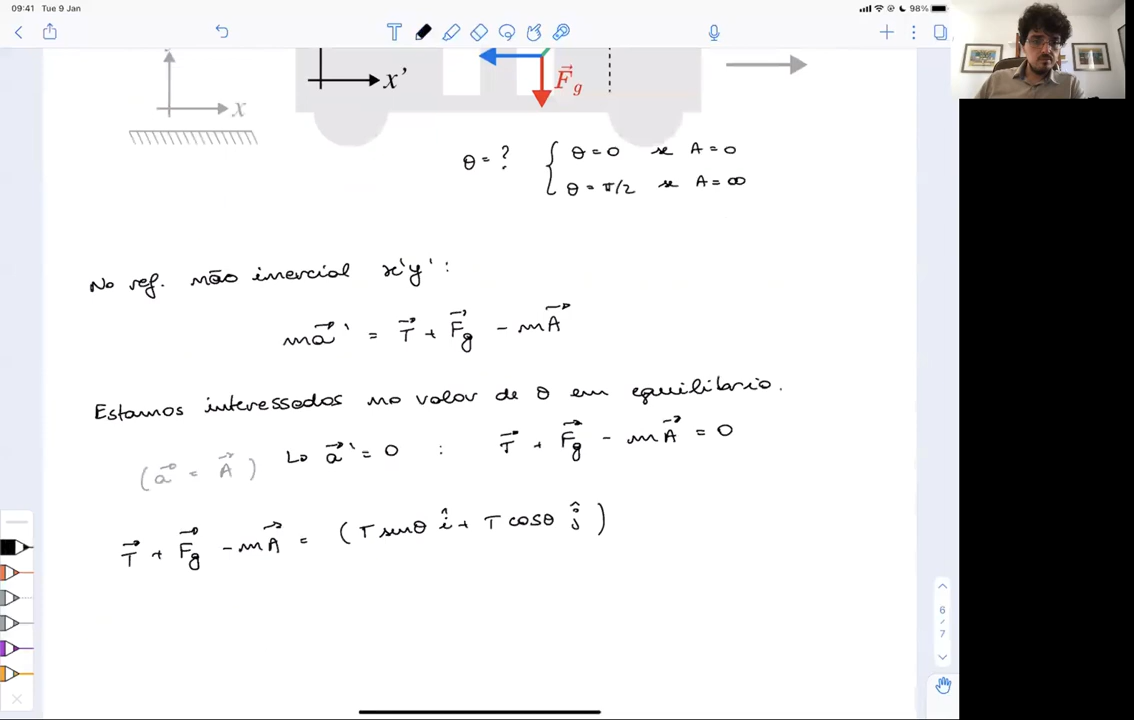 09:41 Tue 9 Jan
98%
T
x'
F⃗g
x
θ = ? { θ = 0 se A = 0
θ = π/2 se A = ∞
No ref. não inercial x'y' :
ma⃗' = T⃗ + F⃗g - mA⃗
Estamos interessados no valor de θ em equilibrio.
(a⃗ = A⃗) ↳ a⃗' = 0 : T⃗ + F⃗g - mA⃗ = 0
T⃗ + F⃗g - mA⃗ = (T sinθ î + T cosθ ĵ)
6
/
7